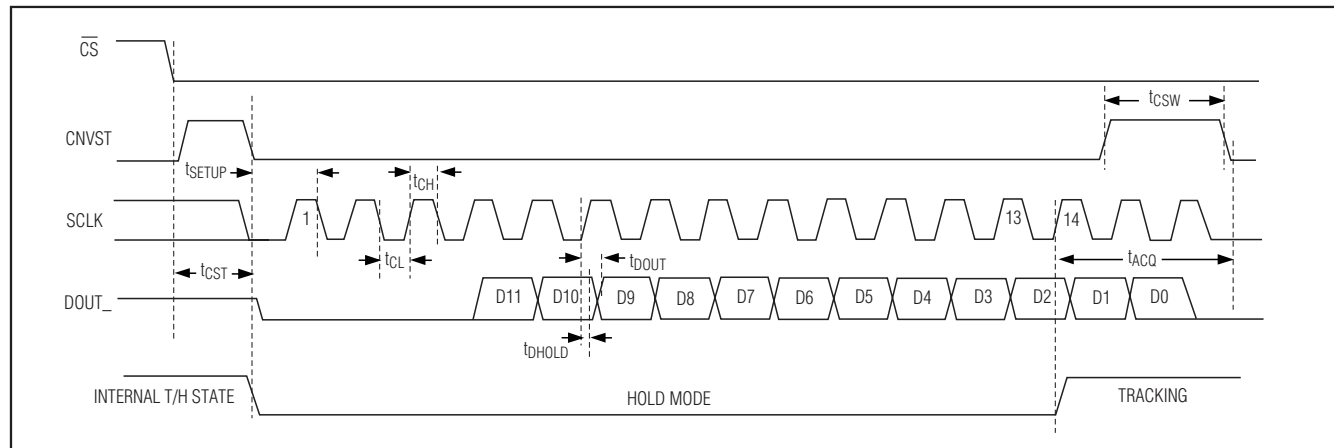 CS
tCSW
CNVST
tSETUP
tCH
SCLK
1
13
14
tCST
tCL
tDOUT
tACQ
DOUT_
D11 D10 D9 D8 D7 D6 D5 D4 D3 D2 D1 D0
tDHOLD
INTERNAL T/H STATE
HOLD MODE
TRACKING